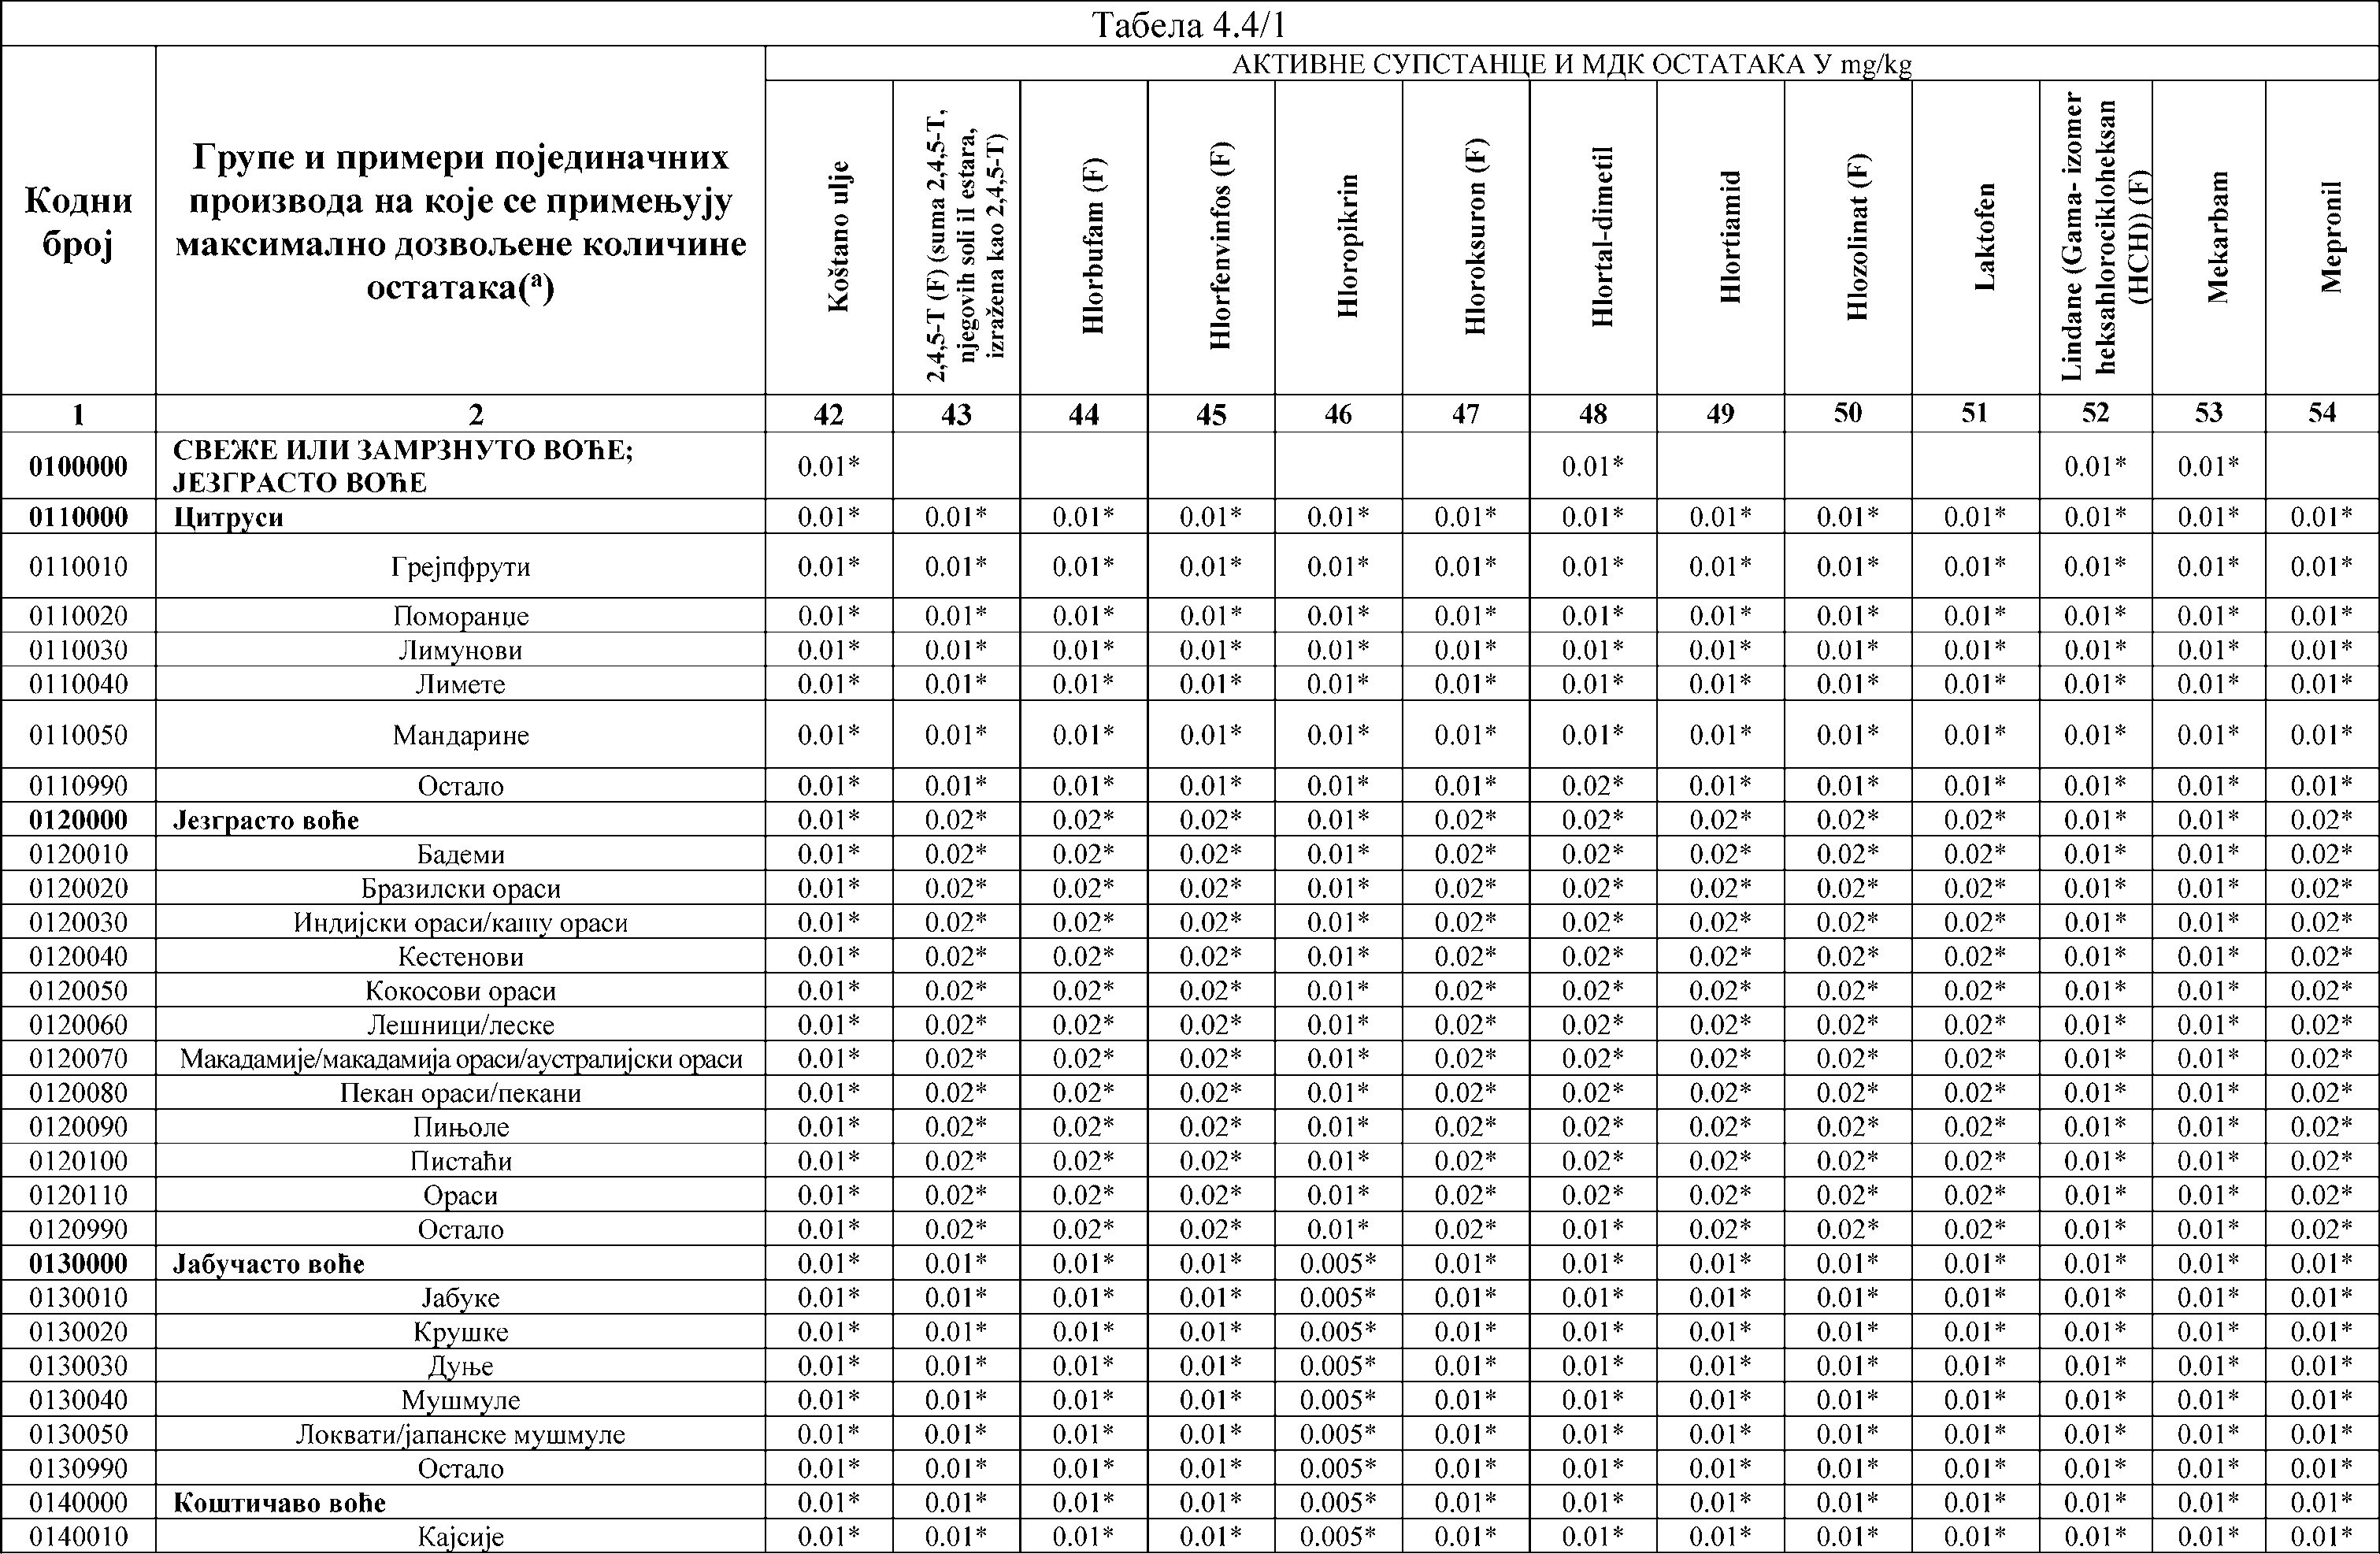 Табела 4.4/1
АКТИВНЕ СУПСТАНЦЕ И МДК ОСТАТАКА У mg/kg
Кодни број
Групе и примери појединачних
производа на које се примењују
максимално дозвољене количине
остатака(ᵃ)
Koštano ulje
2,4,5-T (F) (suma 2,4,5-T,
njegovih soli iI estara,
izražena kao 2,4,5-T)
Hlorbufam (F)
Hlorfenvinfos (F)
Hloropikrin
Hloroksuron (F)
Hlortal-dimetil
Hlortiamid
Hlozolinat (F)
Laktofen
Lindane (Gama- izomer
heksahlorocikloheksan
(HCH)) (F)
Mekarbam
Mepronil
1 2 42 43 44 45 46 47 48 49 50 51 52 53 54
0100000 СВЕЖЕ ИЛИ ЗАМРЗНУТО ВОЋЕ;
ЈЕЗГРАСТО ВОЋЕ 0.01* 0.01* 0.01* 0.01*
0110000 Цитруси 0.01* 0.01* 0.01* 0.01* 0.01* 0.01* 0.01* 0.01* 0.01* 0.01* 0.01* 0.01* 0.01*
0110010 Грејпфрути 0.01* 0.01* 0.01* 0.01* 0.01* 0.01* 0.01* 0.01* 0.01* 0.01* 0.01* 0.01* 0.01*
0110020 Поморанџе 0.01* 0.01* 0.01* 0.01* 0.01* 0.01* 0.01* 0.01* 0.01* 0.01* 0.01* 0.01* 0.01*
0110030 Лимунови 0.01* 0.01* 0.01* 0.01* 0.01* 0.01* 0.01* 0.01* 0.01* 0.01* 0.01* 0.01* 0.01*
0110040 Лимете 0.01* 0.01* 0.01* 0.01* 0.01* 0.01* 0.01* 0.01* 0.01* 0.01* 0.01* 0.01* 0.01*
0110050 Мандарине 0.01* 0.01* 0.01* 0.01* 0.01* 0.01* 0.01* 0.01* 0.01* 0.01* 0.01* 0.01* 0.01*
0110990 Остало 0.01* 0.01* 0.01* 0.01* 0.01* 0.01* 0.02* 0.01* 0.01* 0.01* 0.01* 0.01* 0.01*
0120000 Језграсто воће 0.01* 0.02* 0.02* 0.02* 0.01* 0.02* 0.02* 0.02* 0.02* 0.02* 0.01* 0.01* 0.02*
0120010 Бадеми 0.01* 0.02* 0.02* 0.02* 0.01* 0.02* 0.02* 0.02* 0.02* 0.02* 0.01* 0.01* 0.02*
0120020 Бразилски ораси 0.01* 0.02* 0.02* 0.02* 0.01* 0.02* 0.02* 0.02* 0.02* 0.02* 0.01* 0.01* 0.02*
0120030 Индијски ораси/кашу ораси 0.01* 0.02* 0.02* 0.02* 0.01* 0.02* 0.02* 0.02* 0.02* 0.02* 0.01* 0.01* 0.02*
0120040 Кестенови 0.01* 0.02* 0.02* 0.02* 0.01* 0.02* 0.02* 0.02* 0.02* 0.02* 0.01* 0.01* 0.02*
0120050 Кокосови ораси 0.01* 0.02* 0.02* 0.02* 0.01* 0.02* 0.02* 0.02* 0.02* 0.02* 0.01* 0.01* 0.02*
0120060 Лешници/леске 0.01* 0.02* 0.02* 0.02* 0.01* 0.02* 0.02* 0.02* 0.02* 0.02* 0.01* 0.01* 0.02*
0120070 Макадамије/макадамија ораси/аустралијски ораси 0.01* 0.02* 0.02* 0.02* 0.01* 0.02* 0.02* 0.02* 0.02* 0.02* 0.01* 0.01* 0.02*
0120080 Пекан ораси/пекани 0.01* 0.02* 0.02* 0.02* 0.01* 0.02* 0.02* 0.02* 0.02* 0.02* 0.01* 0.01* 0.02*
0120090 Пињоле 0.01* 0.02* 0.02* 0.02* 0.01* 0.02* 0.02* 0.02* 0.02* 0.02* 0.01* 0.01* 0.02*
0120100 Пистаћи 0.01* 0.02* 0.02* 0.02* 0.01* 0.02* 0.02* 0.02* 0.02* 0.02* 0.01* 0.01* 0.02*
0120110 Ораси 0.01* 0.02* 0.02* 0.02* 0.01* 0.02* 0.02* 0.02* 0.02* 0.02* 0.01* 0.01* 0.02*
0120990 Остало 0.01* 0.02* 0.02* 0.02* 0.01* 0.02* 0.01* 0.02* 0.02* 0.02* 0.01* 0.01* 0.02*
0130000 Јабучасто воће 0.01* 0.01* 0.01* 0.01* 0.005* 0.01* 0.01* 0.01* 0.01* 0.01* 0.01* 0.01* 0.01*
0130010 Јабуке 0.01* 0.01* 0.01* 0.01* 0.005* 0.01* 0.01* 0.01* 0.01* 0.01* 0.01* 0.01* 0.01*
0130020 Крушке 0.01* 0.01* 0.01* 0.01* 0.005* 0.01* 0.01* 0.01* 0.01* 0.01* 0.01* 0.01* 0.01*
0130030 Дуње 0.01* 0.01* 0.01* 0.01* 0.005* 0.01* 0.01* 0.01* 0.01* 0.01* 0.01* 0.01* 0.01*
0130040 Мушмуле 0.01* 0.01* 0.01* 0.01* 0.005* 0.01* 0.01* 0.01* 0.01* 0.01* 0.01* 0.01* 0.01*
0130050 Локвати/јапанске мушмуле 0.01* 0.01* 0.01* 0.01* 0.005* 0.01* 0.01* 0.01* 0.01* 0.01* 0.01* 0.01* 0.01*
0130990 Остало 0.01* 0.01* 0.01* 0.01* 0.005* 0.01* 0.01* 0.01* 0.01* 0.01* 0.01* 0.01* 0.01*
0140000 Коштичаво воће 0.01* 0.01* 0.01* 0.01* 0.005* 0.01* 0.01* 0.01* 0.01* 0.01* 0.01* 0.01* 0.01*
0140010 Кајсије 0.01* 0.01* 0.01* 0.01* 0.005* 0.01* 0.01* 0.01* 0.01* 0.01* 0.01* 0.01* 0.01*